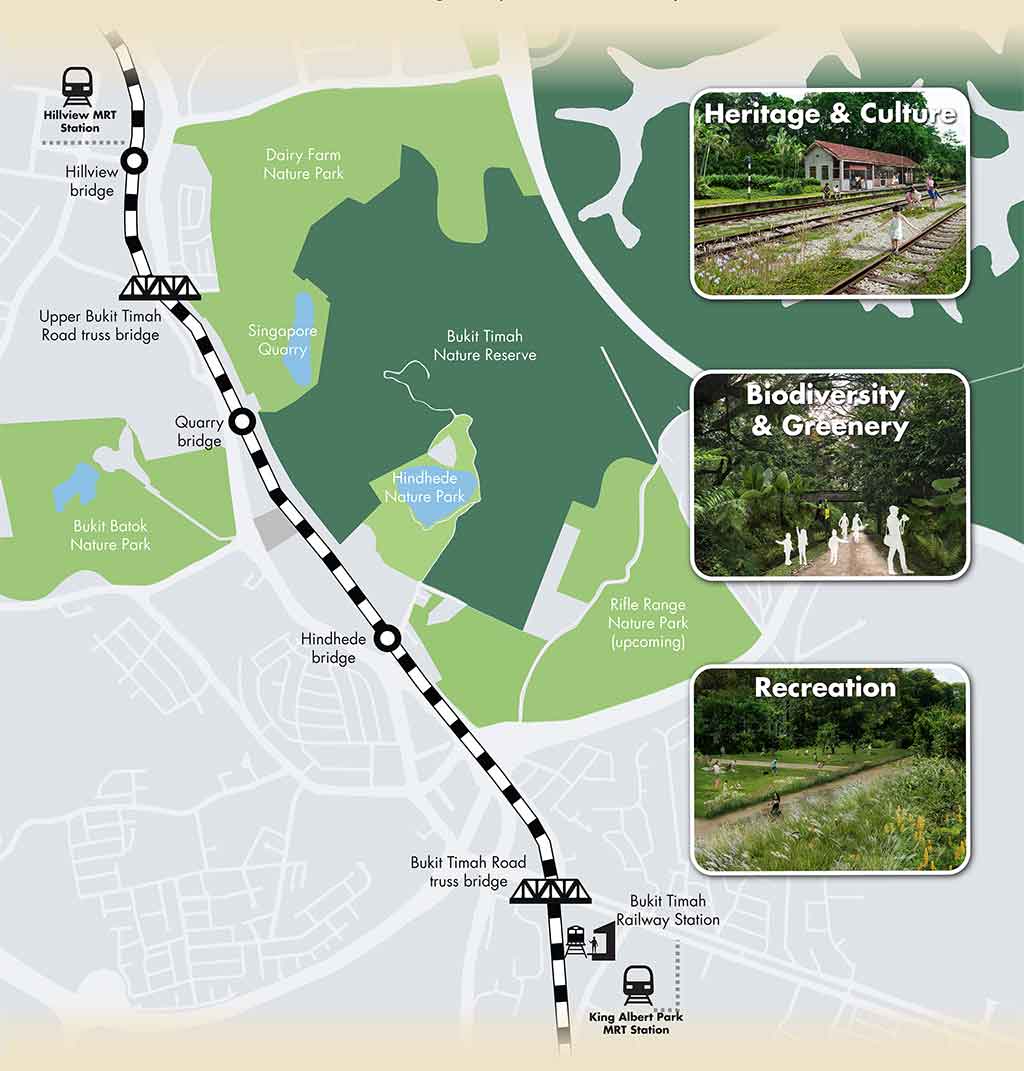 Hillview MRT
Station
Hillview
bridge
Dairy Farm
Nature Park
Heritage & Culture
Upper Bukit Timah
Road truss bridge
Singapore
Quarry
Bukit Timah
Nature Reserve
Quarry
bridge
Biodiversity
& Greenery
Hindhede
Nature Park
Bukit Batok
Nature Park
Rifle Range
Nature Park
(upcoming)
Hindhede
bridge
Recreation
Bukit Timah Road
truss bridge
Bukit Timah
Railway Station
King Albert Park
MRT Station